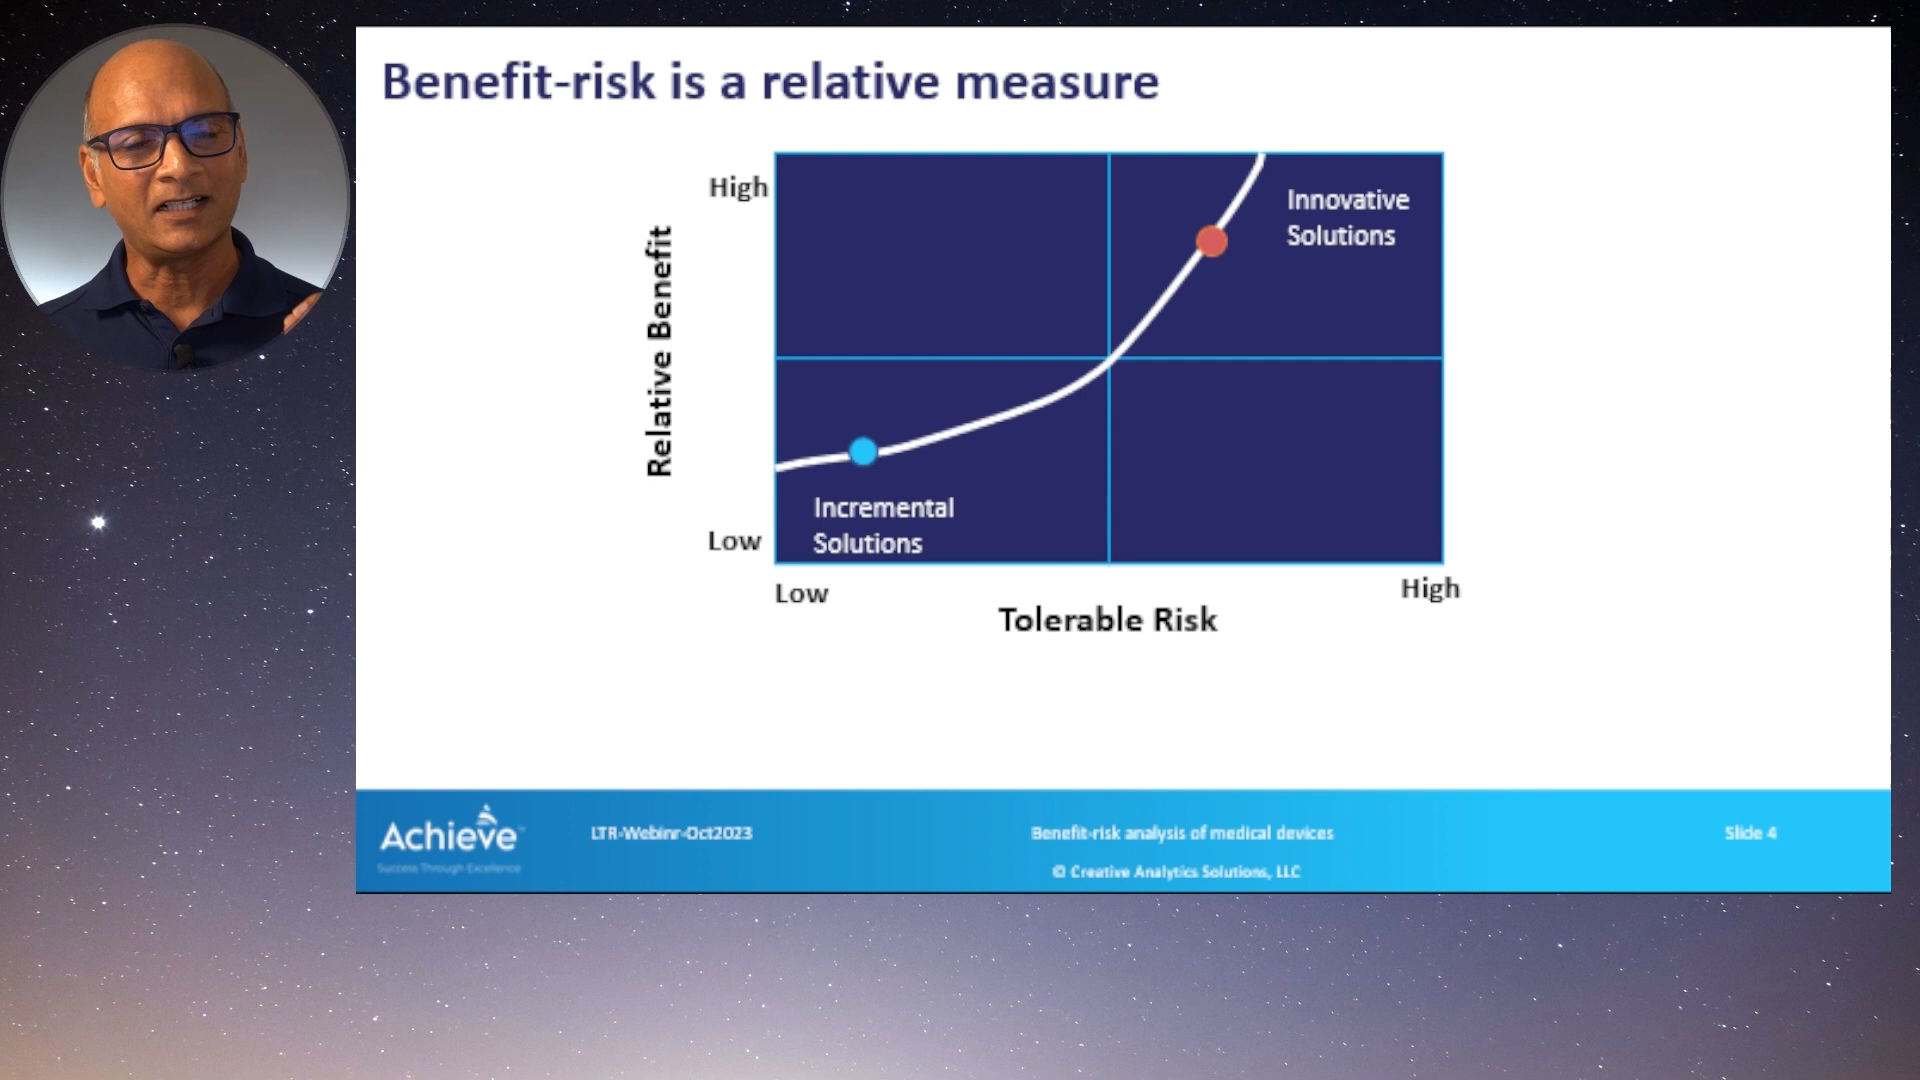 Benefit-risk is a relative measure
High
Relative Benefit
Low
Innovative
Solutions
Incremental
Solutions
Low
High
Tolerable Risk
Achieve
Success Through Excellence
LTR-Webinr-Oct2023
Benefit-risk analysis of medical devices
© Creative Analytics Solutions, LLC
Slide 4